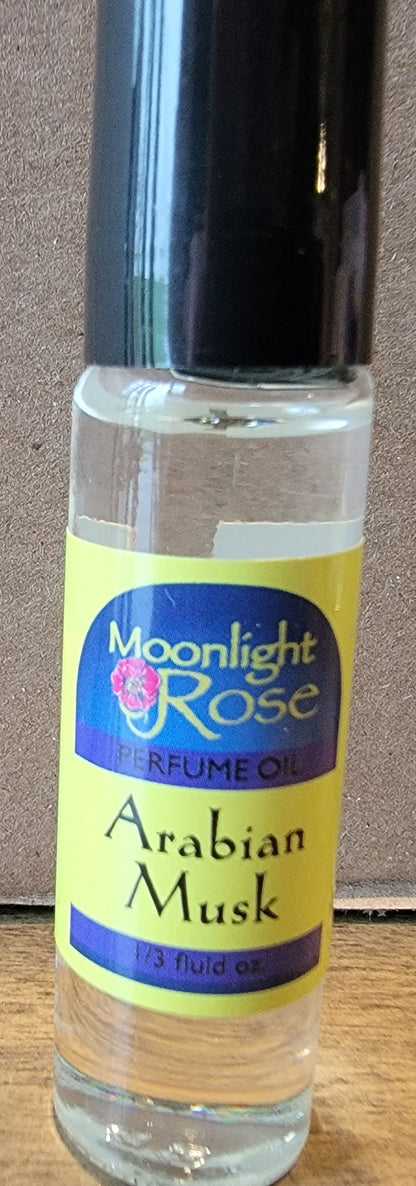 Moonlight
Rose
PERFUME OIL
Arabian
Musk
1/3 fluid oz.